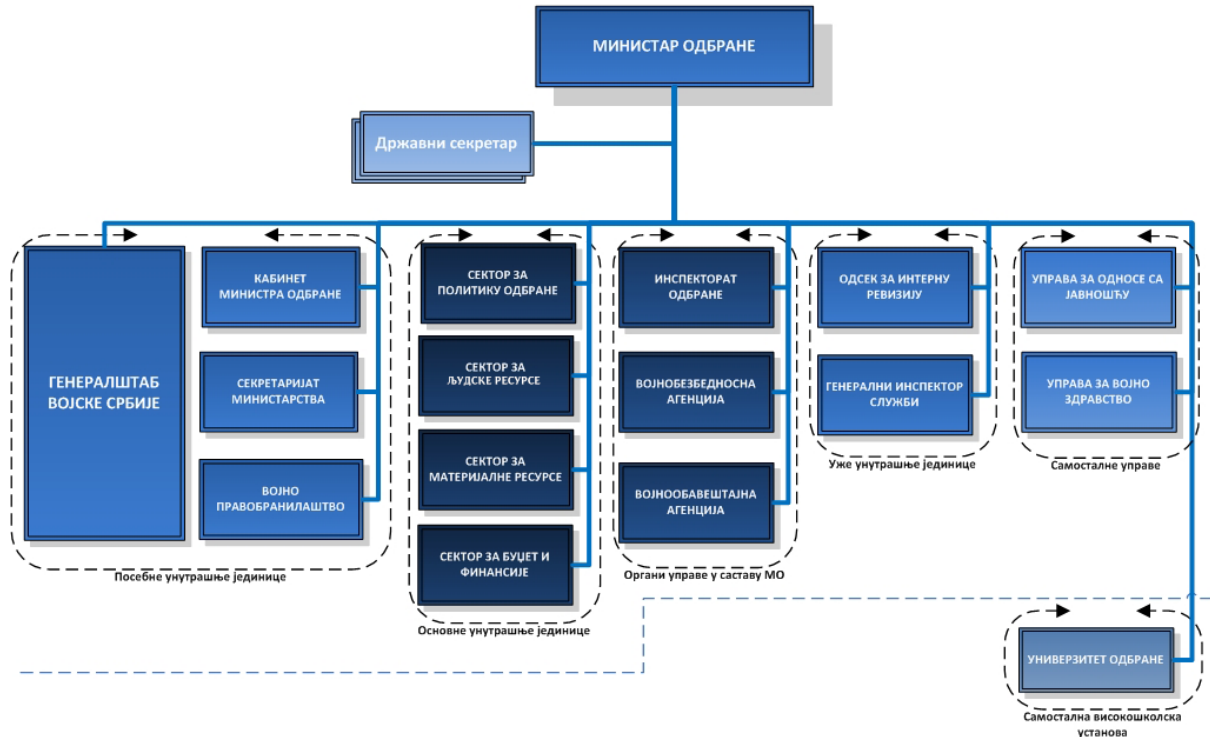 МИНИСТАР ОДБРАНЕ
Државни секретар
ГЕНЕРАЛШТАБ
ВОЈСКЕ СРБИЈЕ
КАБИНЕТ
МИНИСТРА ОДБРАНЕ
СЕКРЕТАРИЈАТ
МИНИСТАРСТВА
ВОЈНО
ПРАВОБРАНИЛАШТВО
Посебне унутрашње јединице
СЕКТОР ЗА
ПОЛИТИКУ ОДБРАНЕ
СЕКТОР ЗА
ЉУДСКЕ РЕСУРСЕ
СЕКТОР ЗА
МАТЕРИЈАЛНЕ РЕСУРСЕ
СЕКТОР ЗА БУЏЕТ И
ФИНАНСИЈЕ
Основне унутрашње јединице
ИНСПЕКТОРАТ
ОДБРАНЕ
ВОЈНОБЕЗБЕДНОСНА
АГЕНЦИЈА
ВОЈНООБАВЕШТАЈНА
АГЕНЦИЈА
Органи управе у саставу МО
ОДСЕК ЗА ИНТЕРНУ
РЕВИЗИЈУ
ГЕНЕРАЛНИ ИНСПЕКТОР
СЛУЖБИ
Уже унутрашње јединице
УПРАВА ЗА ОДНОСЕ СА
ЈАВНОШЋУ
УПРАВА ЗА ВОЈНО
ЗДРАВСТВО
Самосталне управе
УНИВЕРЗИТЕТ ОДБРАНЕ
Самостална високошколска
установа